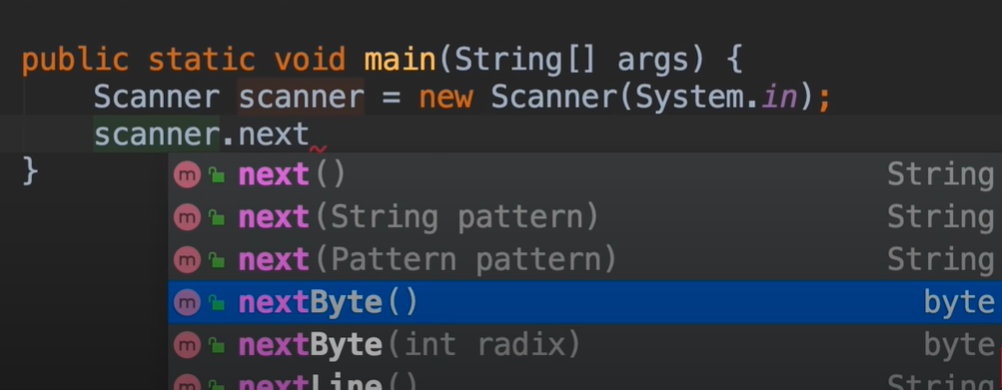 public static void main(String[] args) {
Scanner scanner = new Scanner(System.in);
scanner.next
}
m next() String
m next(String pattern) String
m next(Pattern pattern) String
m nextByte() byte
m nextByte(int radix) byte
m nextLine() String